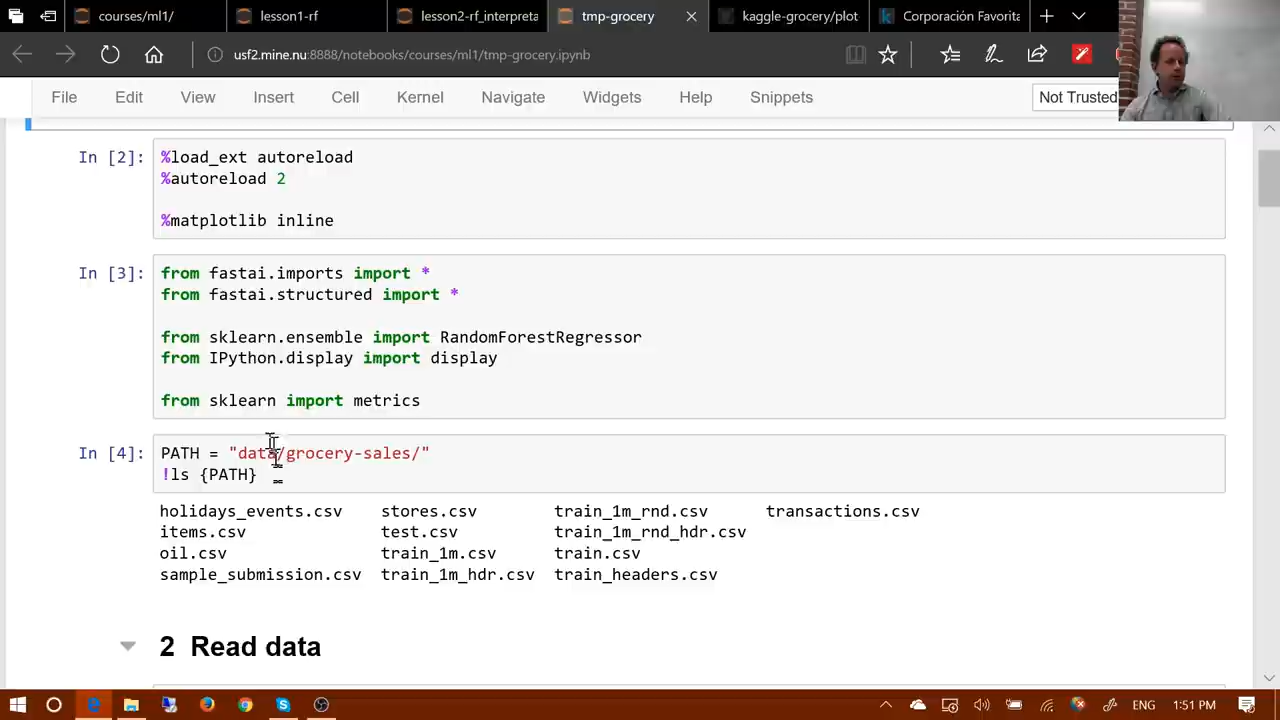 courses/ml1/
lesson1-rf
lesson2-rf_interpreta
tmp-grocery
kaggle-grocery/plot
Corporación Favorita
usf2.mine.nu:8888/notebooks/courses/ml1/tmp-grocery.ipynb
File Edit View Insert Cell Kernel Navigate Widgets Help Snippets Not Trusted
In [2]: %load_ext autoreload
%autoreload 2
%matplotlib inline
In [3]: from fastai.imports import *
from fastai.structured import *
from sklearn.ensemble import RandomForestRegressor
from IPython.display import display
from sklearn import metrics
In [4]: PATH = "data/grocery-sales/"
!ls {PATH}
holidays_events.csv stores.csv train_1m_rnd.csv transactions.csv
items.csv test.csv train_1m_rnd_hdr.csv
oil.csv train_1m.csv train.csv
sample_submission.csv train_1m_hdr.csv train_headers.csv
2 Read data
ENG 1:51 PM